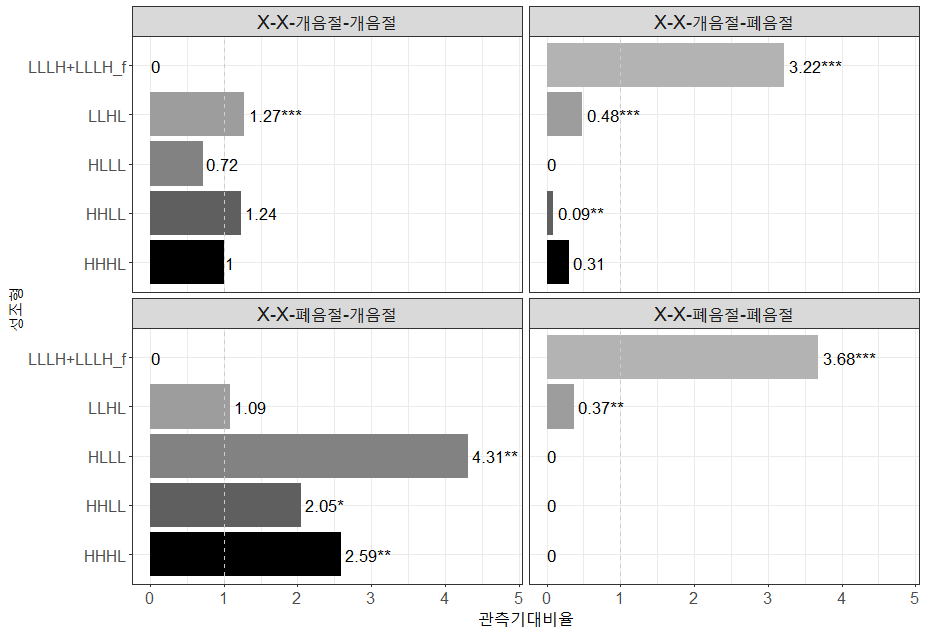 X-X-개음절-개음절
X-X-개음절-폐음절
LLLH+LLLH_f
0
3.22***
LLHL
1.27***
0.48***
HLLL
0.72
0
HHLL
1.24
0.09**
HHHL
1
0.31
성조형
X-X-폐음절-개음절
X-X-폐음절-폐음절
LLLH+LLLH_f
0
3.68***
LLHL
1.09
0.37**
HLLL
4.31**
0
HHLL
2.05*
0
HHHL
2.59**
0
0 1 2 3 4 5
0 1 2 3 4 5
관측기대비율